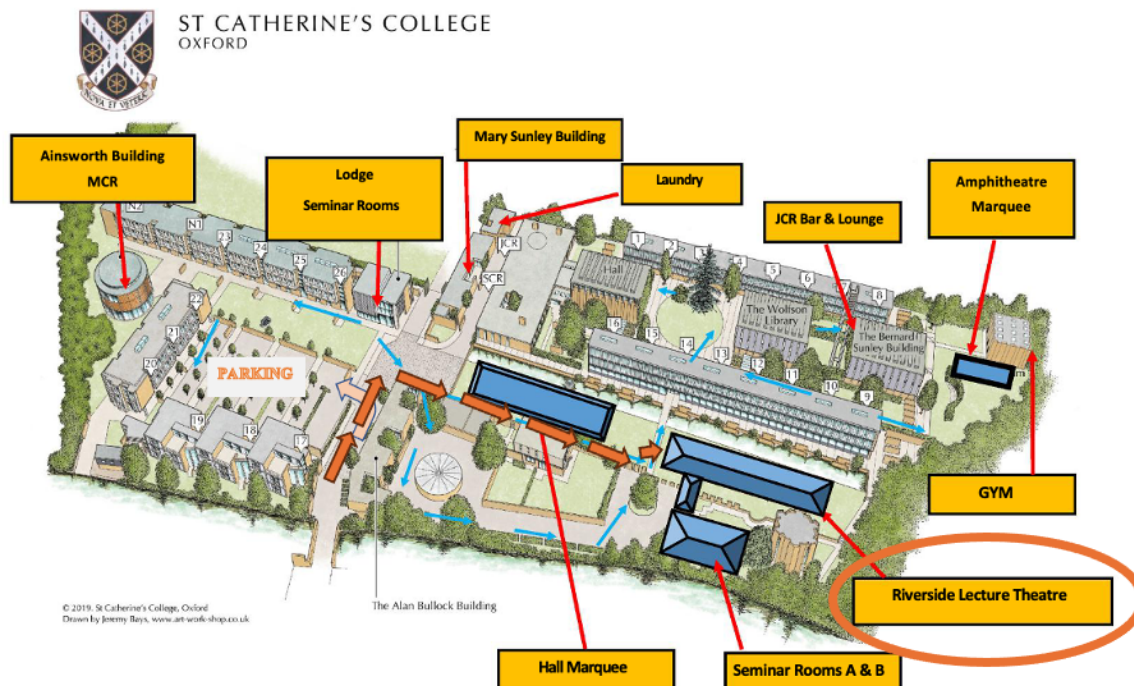 ST CATHERINE'S COLLEGE
OXFORD
NOVA ET VETERA
Ainsworth Building
MCR
Lodge
Seminar Rooms
Mary Sunley Building
Laundry
JCR Bar & Lounge
Amphitheatre
Marquee
N2
N1
23
24
25
26
22
21
20
19
18
17
PARKING
JCR
SCR
Hall
1
2
3
4
5
6
7
8
The Wolfson
Library
The Bernard
Sunley Building
16
15
14
13
12
11
10
9
GYM
Riverside Lecture Theatre
© 2019. St Catherine's College, Oxford
Drawn by Jeremy Bays, www.art-work-shop.co.uk
The Alan Bullock Building
Hall Marquee
Seminar Rooms A & B